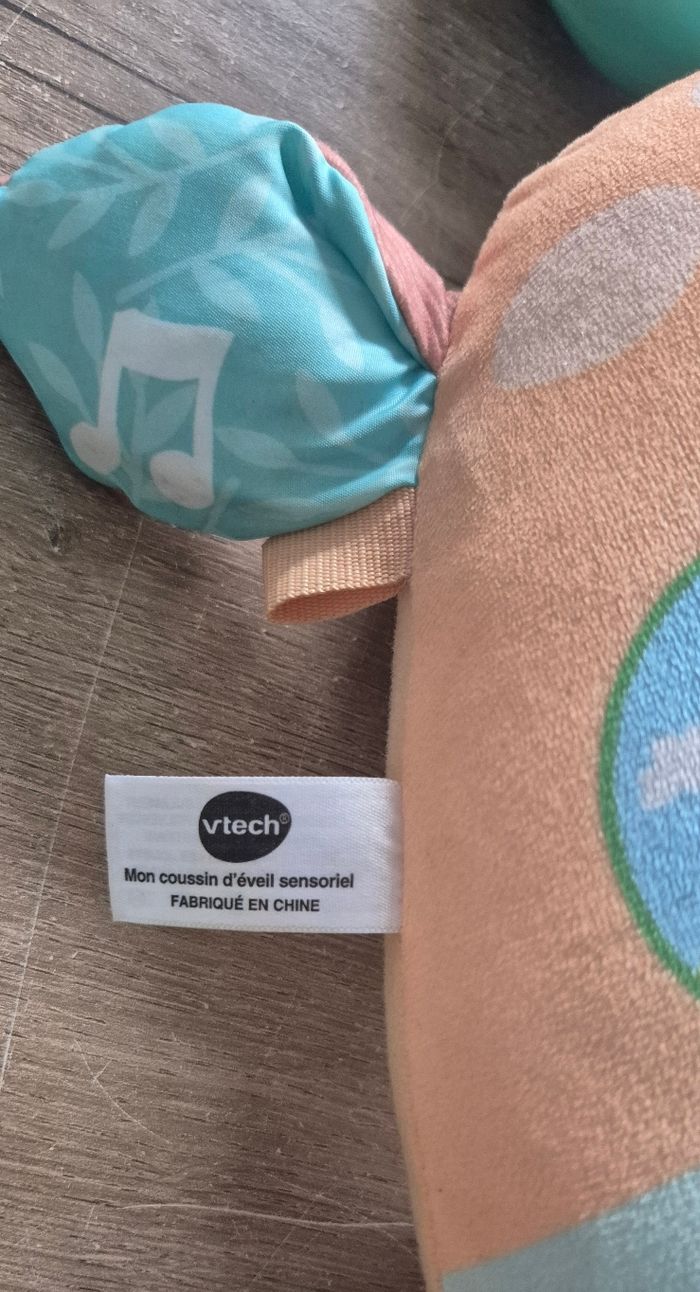 vtech®
Mon coussin d'éveil sensoriel
FABRIQUÉ EN CHINE